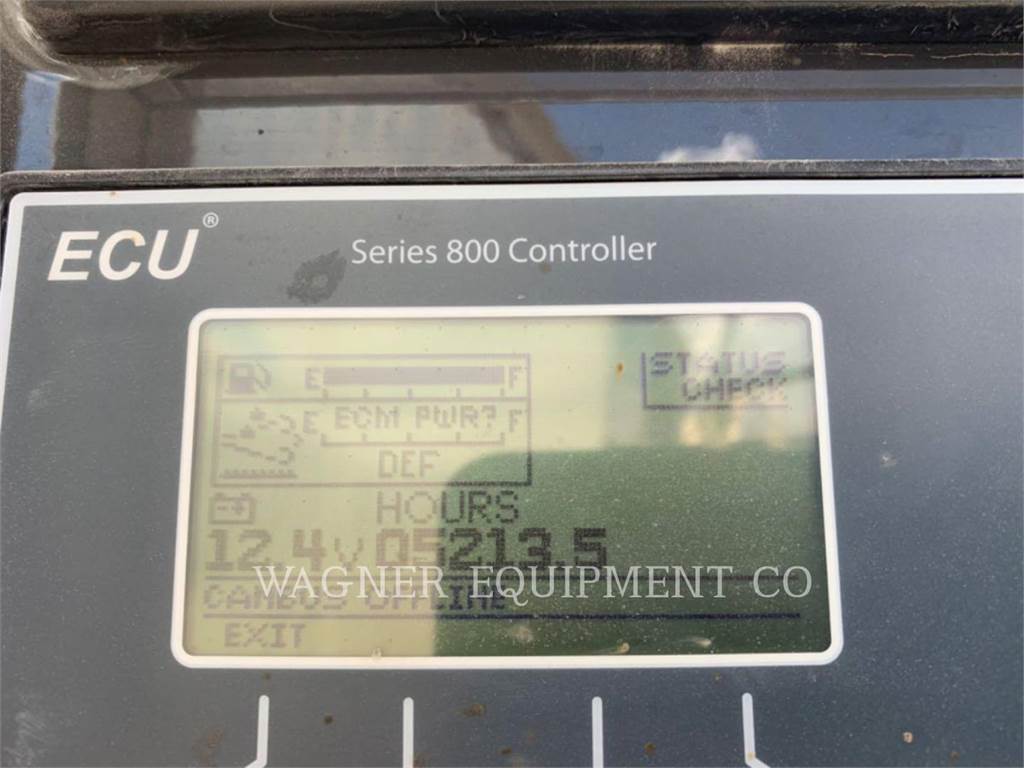 ECU®
Series 800 Controller
E F
STATUS
CHECK
E ECM PWR? F
DEF
HOURS
12.4V 05213.5
WAGNER EQUIPMENT CO
CANBUS OFFLINE
EXIT